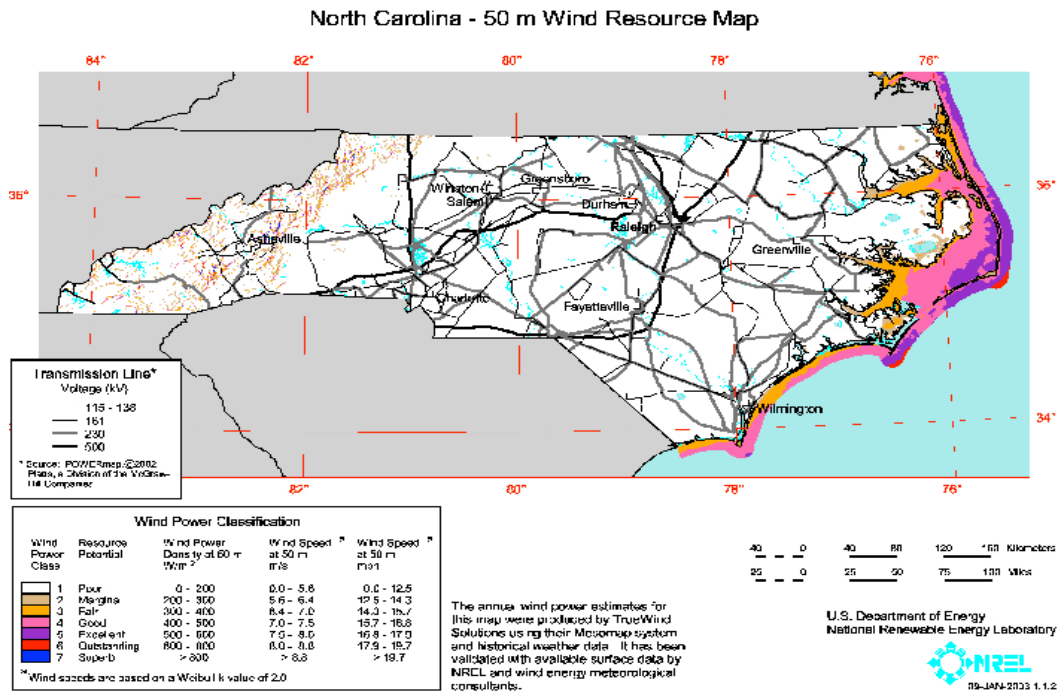 North Carolina - 50 m Wind Resource Map
84° 82° 80° 78° 76°
36° 36°
Winston
Salem
Greensboro
Durham
Raleigh
Asheville
Greenville
Charlotte
Fayetteville
Wilmington
34°
82° 80° 78° 76°
Transmission Line*
Voltage (kV)
115 - 138
161
230
500
* Source: POWERmap, ©2002
Platts, a Division of the McGraw-
Hill Companies
Wind Power Classification
Wind Power Class
Resource Potential
Wind Power Density at 50 m W/m²
Wind Speed ᵃ at 50 m m/s
Wind Speed ᵃ at 50 m mph
1 Poor 0 - 200 0.0 - 5.6 0.0 - 12.5
2 Marginal 200 - 300 5.6 - 6.4 12.5 - 14.3
3 Fair 300 - 400 6.4 - 7.0 14.3 - 15.7
4 Good 400 - 500 7.0 - 7.5 15.7 - 16.8
5 Excellent 500 - 600 7.5 - 8.0 16.8 - 17.9
6 Outstanding 600 - 800 8.0 - 8.8 17.9 - 19.7
7 Superb > 800 > 8.8 > 19.7
ᵃ Wind speeds are based on a Weibull k value of 2.0
The annual wind power estimates for
this map were produced by TrueWind
Solutions using their Mesomap system
and historical weather data. It has been
validated with available surface data by
NREL and wind energy meteorological
consultants.
40 0 40 80 120 160 Kilometers
25 0 25 50 75 100 Miles
U.S. Department of Energy
National Renewable Energy Laboratory
NREL
09-JAN-2003 1.1.2